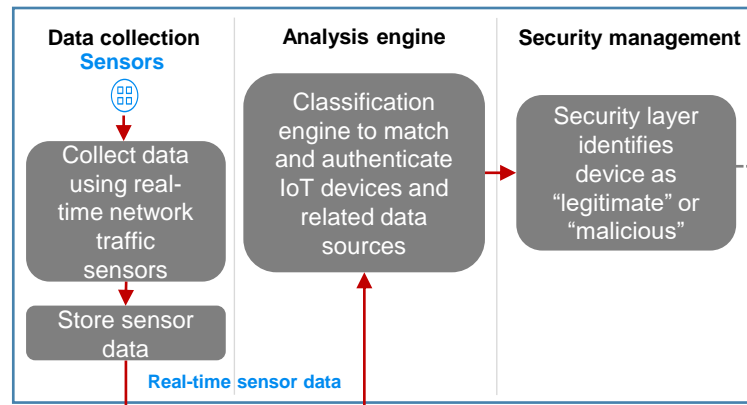 Data collection
Sensors
Collect data
using real-
time network
traffic
sensors
Store sensor
data
Real-time sensor data
Analysis engine
Classification
engine to match
and authenticate
IoT devices and
related data
sources
Security management
Security layer
identifies
device as
“legitimate” or
“malicious”